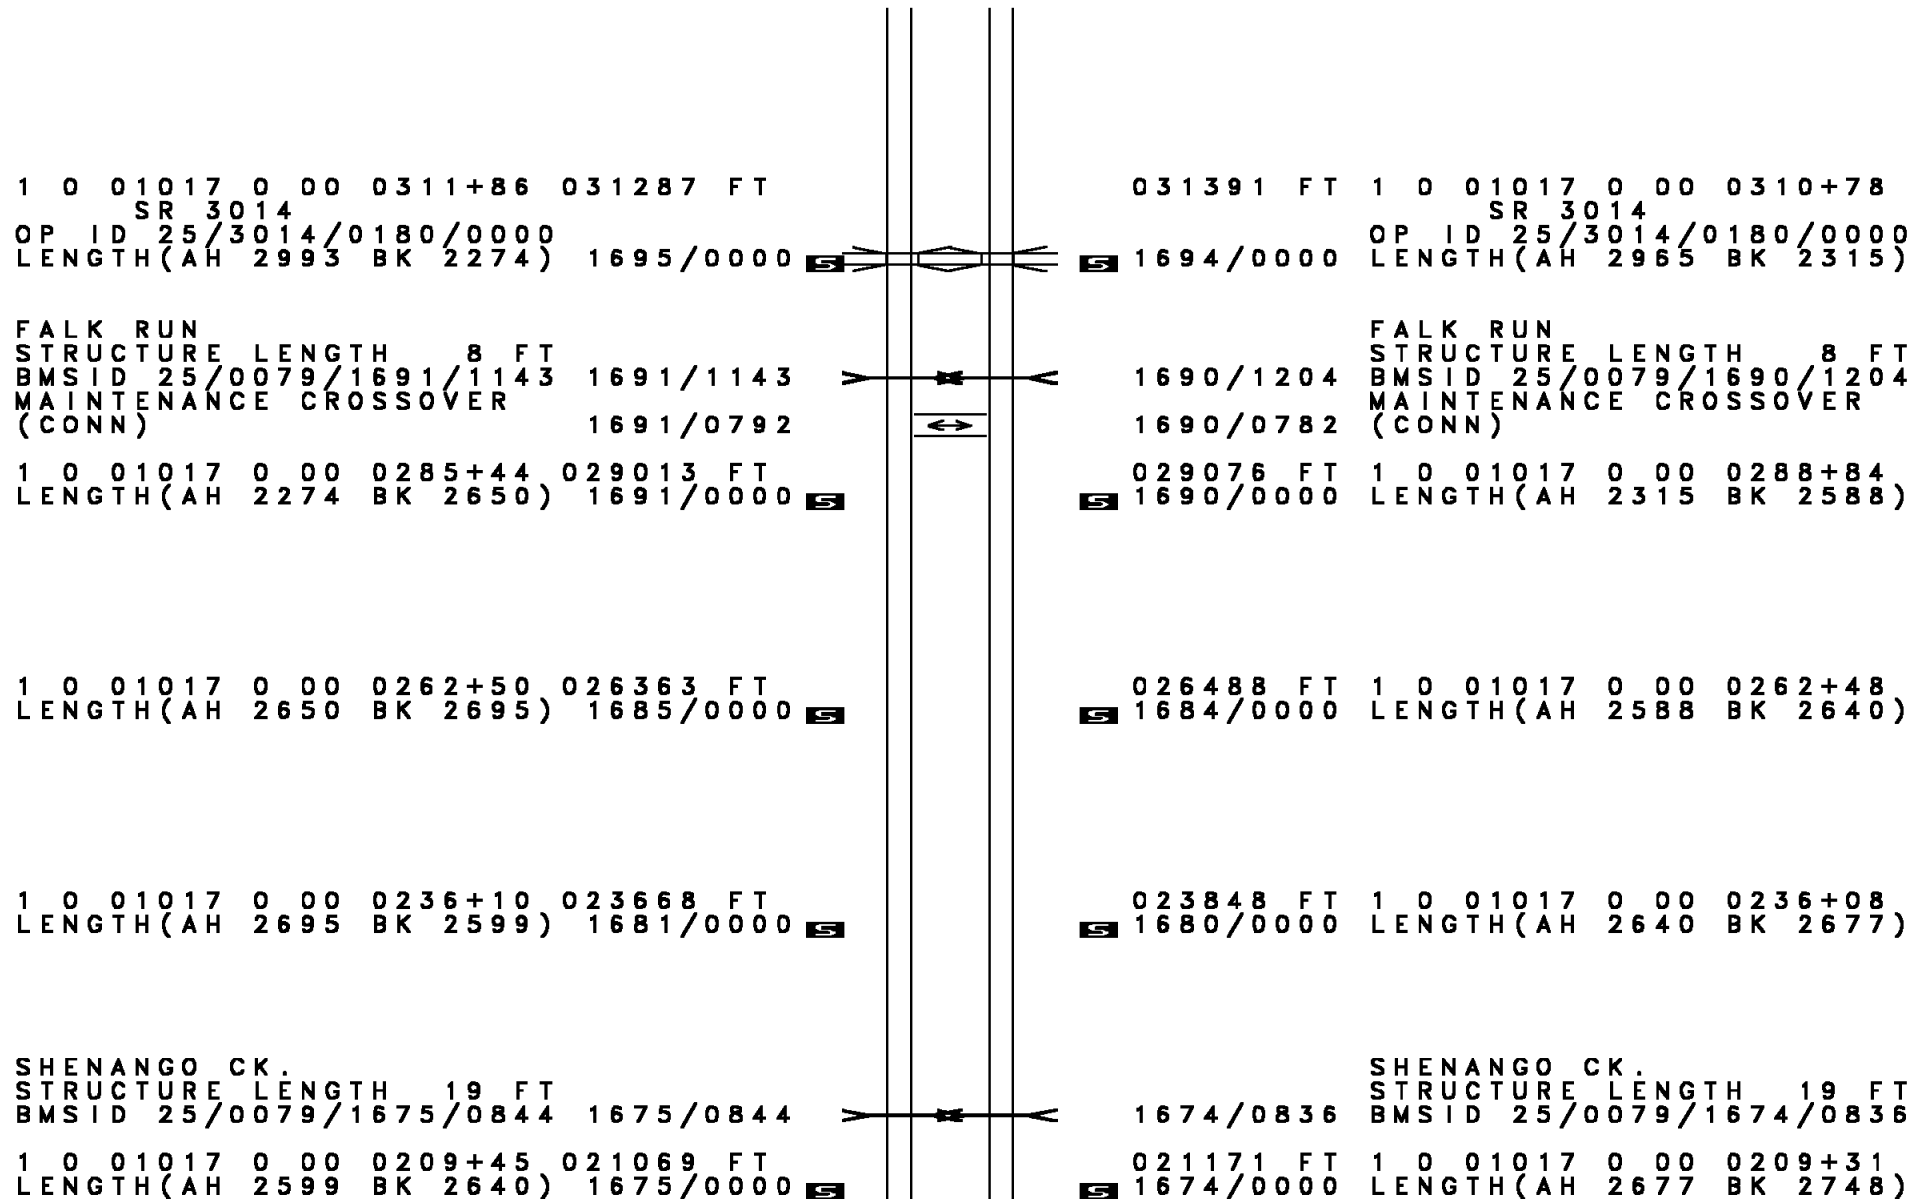 1 0 01017 0 00 0311+86 031287 FT 031391 FT 1 0 01017 0 00 0310+78
SR 3014 SR 3014
OP ID 25/3014/0180/0000 OP ID 25/3014/0180/0000
LENGTH(AH 2993 BK 2274) 1695/0000 S S 1694/0000 LENGTH(AH 2965 BK 2315)
FALK RUN FALK RUN
STRUCTURE LENGTH 8 FT STRUCTURE LENGTH 8 FT
BMSID 25/0079/1691/1143 1691/1143 1690/1204 BMSID 25/0079/1690/1204
MAINTENANCE CROSSOVER MAINTENANCE CROSSOVER
(CONN) 1691/0792 1690/0782 (CONN)
1 0 01017 0 00 0285+44 029013 FT 029076 FT 1 0 01017 0 00 0288+84
LENGTH(AH 2274 BK 2650) 1691/0000 S S 1690/0000 LENGTH(AH 2315 BK 2588)
1 0 01017 0 00 0262+50 026363 FT 026488 FT 1 0 01017 0 00 0262+48
LENGTH(AH 2650 BK 2695) 1685/0000 S S 1684/0000 LENGTH(AH 2588 BK 2640)
1 0 01017 0 00 0236+10 023668 FT 023848 FT 1 0 01017 0 00 0236+08
LENGTH(AH 2695 BK 2599) 1681/0000 S S 1680/0000 LENGTH(AH 2640 BK 2677)
SHENANGO CK. SHENANGO CK.
STRUCTURE LENGTH 19 FT STRUCTURE LENGTH 19 FT
BMSID 25/0079/1675/0844 1675/0844 1674/0836 BMSID 25/0079/1674/0836
1 0 01017 0 00 0209+45 021069 FT 021171 FT 1 0 01017 0 00 0209+31
LENGTH(AH 2599 BK 2640) 1675/0000 S S 1674/0000 LENGTH(AH 2677 BK 2748)